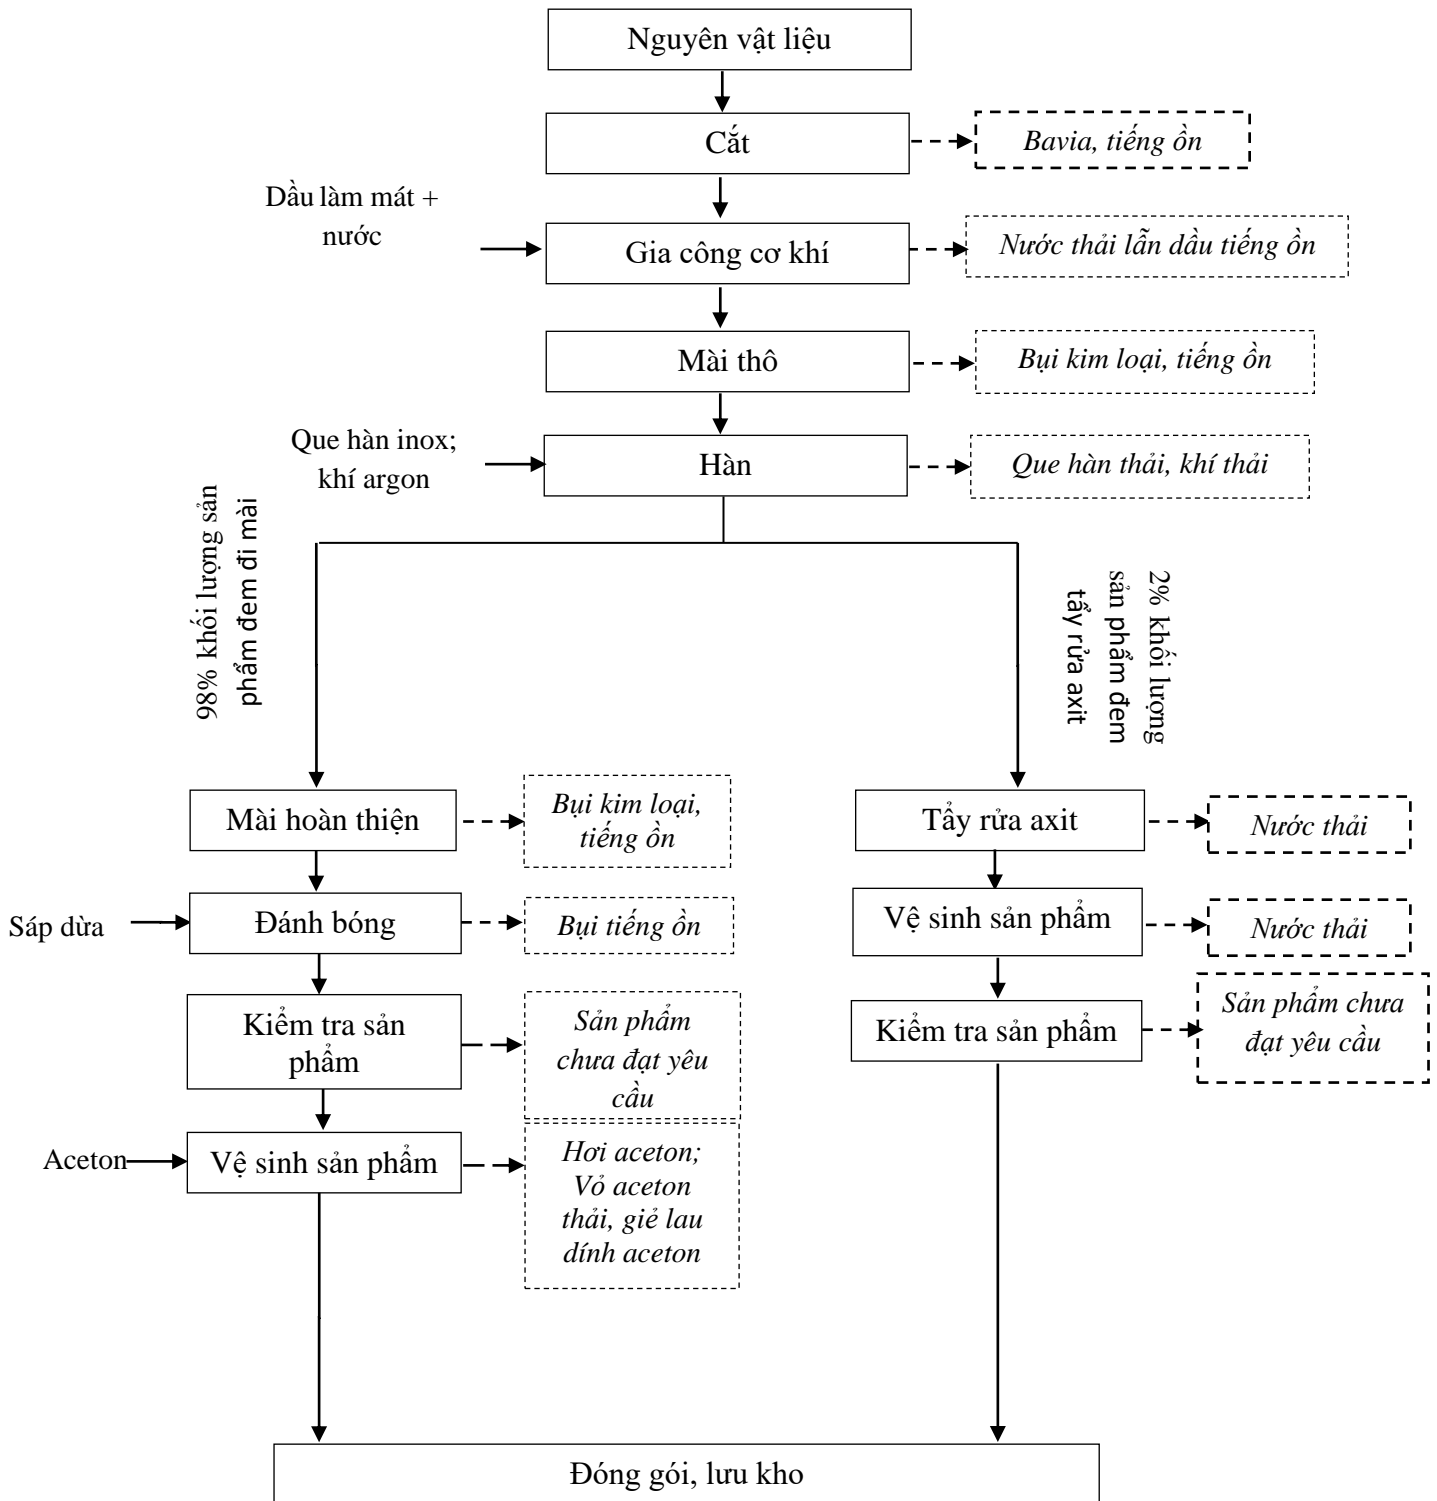 Nguyên vật liệu
Cắt
Bavia, tiếng ồn
Dầu làm mát +
nước
Gia công cơ khí
Nước thải lẫn dầu tiếng ồn
Mài thô
Bụi kim loại, tiếng ồn
Que hàn inox;
khí argon
Hàn
Que hàn thải, khí thải
98% khối lượng sản
phẩm đem đi mài
2% khối lượng
sản phẩm đem
tẩy rửa axit
Mài hoàn thiện
Bụi kim loại,
tiếng ồn
Tẩy rửa axit
Nước thải
Sáp dừa
Đánh bóng
Bụi tiếng ồn
Vệ sinh sản phẩm
Nước thải
Kiểm tra sản
phẩm
Sản phẩm
chưa đạt yêu
cầu
Kiểm tra sản phẩm
Sản phẩm chưa
đạt yêu cầu
Aceton
Vệ sinh sản phẩm
Hơi aceton;
Vỏ aceton
thải, giẻ lau
dính aceton
Đóng gói, lưu kho